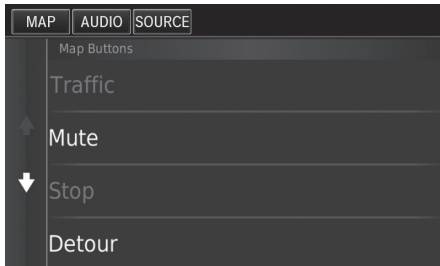 MAP AUDIO SOURCE
Map Buttons
Traffic
Mute
Stop
Detour